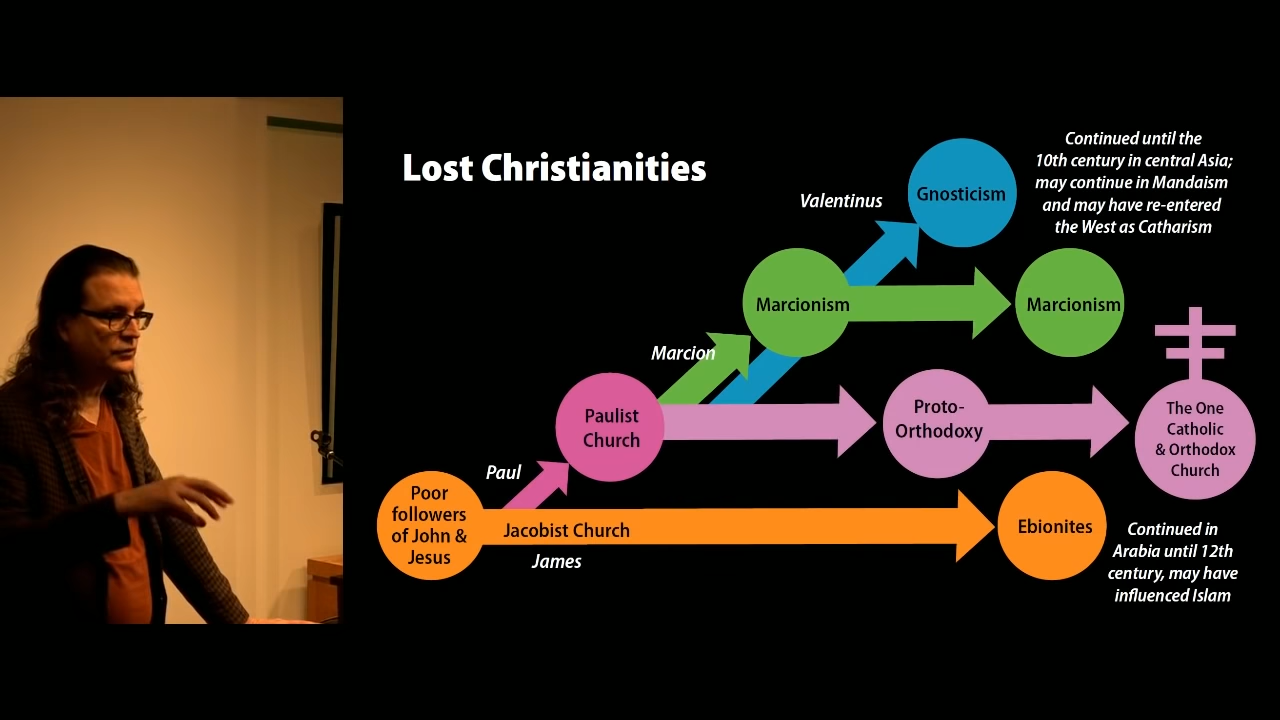 Lost Christianities
Continued until the
10th century in central Asia;
may continue in Mandaism
and may have re-entered
the West as Catharism
Valentinus
Gnosticism
Marcionism
Marcionism
Marcion
Paulist
Church
Proto-
Orthodoxy
The One
Catholic
& Orthodox
Church
Paul
Poor
followers
of John &
Jesus
Jacobist Church
James
Ebionites
Continued in
Arabia until 12th
century, may have
influenced Islam